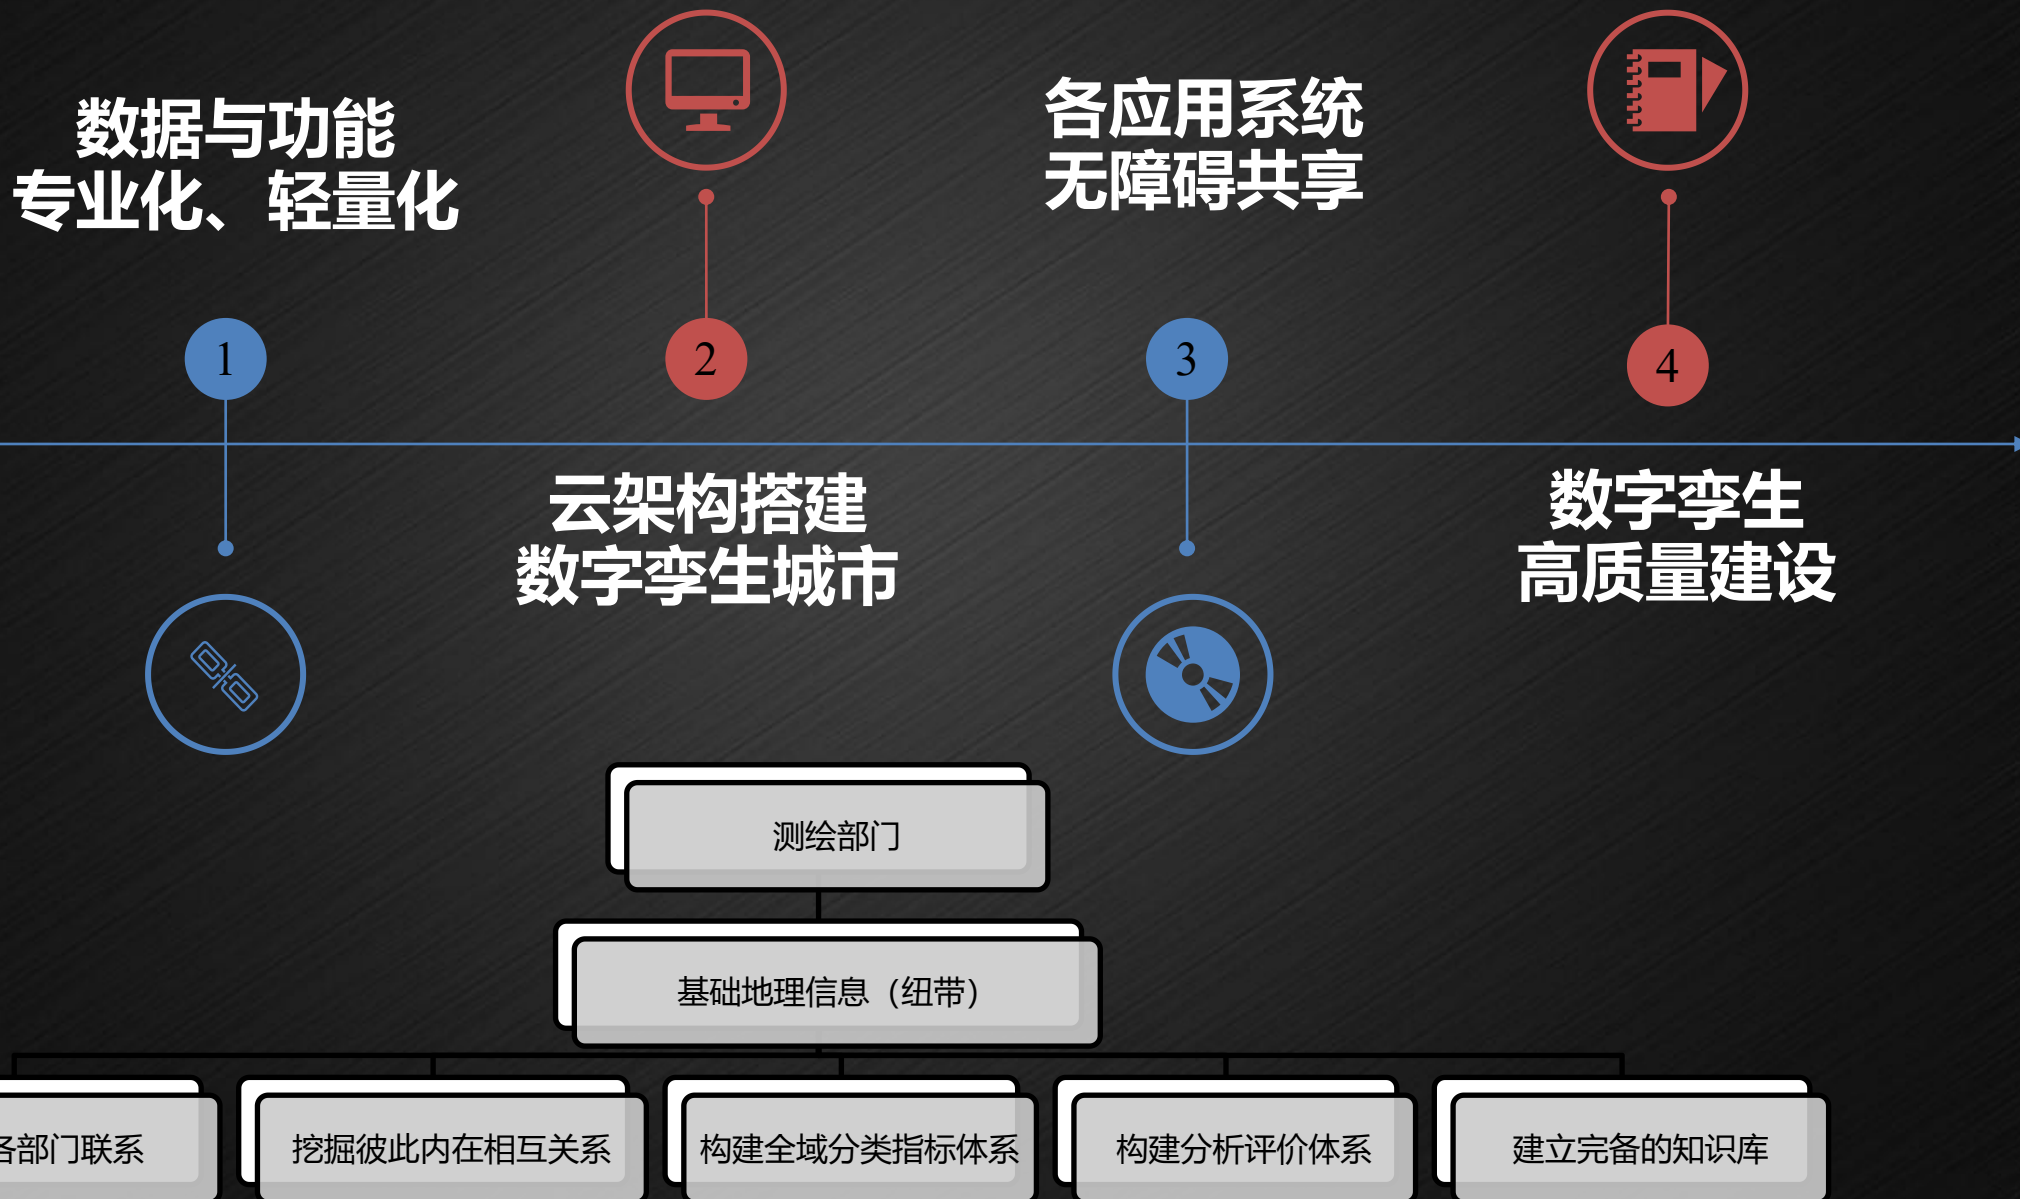 数据与功能
专业化、轻量化
各应用系统
无障碍共享
1
2
3
4
云架构搭建
数字孪生城市
数字孪生
高质量建设
测绘部门
基础地理信息（纽带）
部门联系
挖掘彼此内在相互关系
构建全域分类指标体系
构建分析评价体系
建立完备的知识库